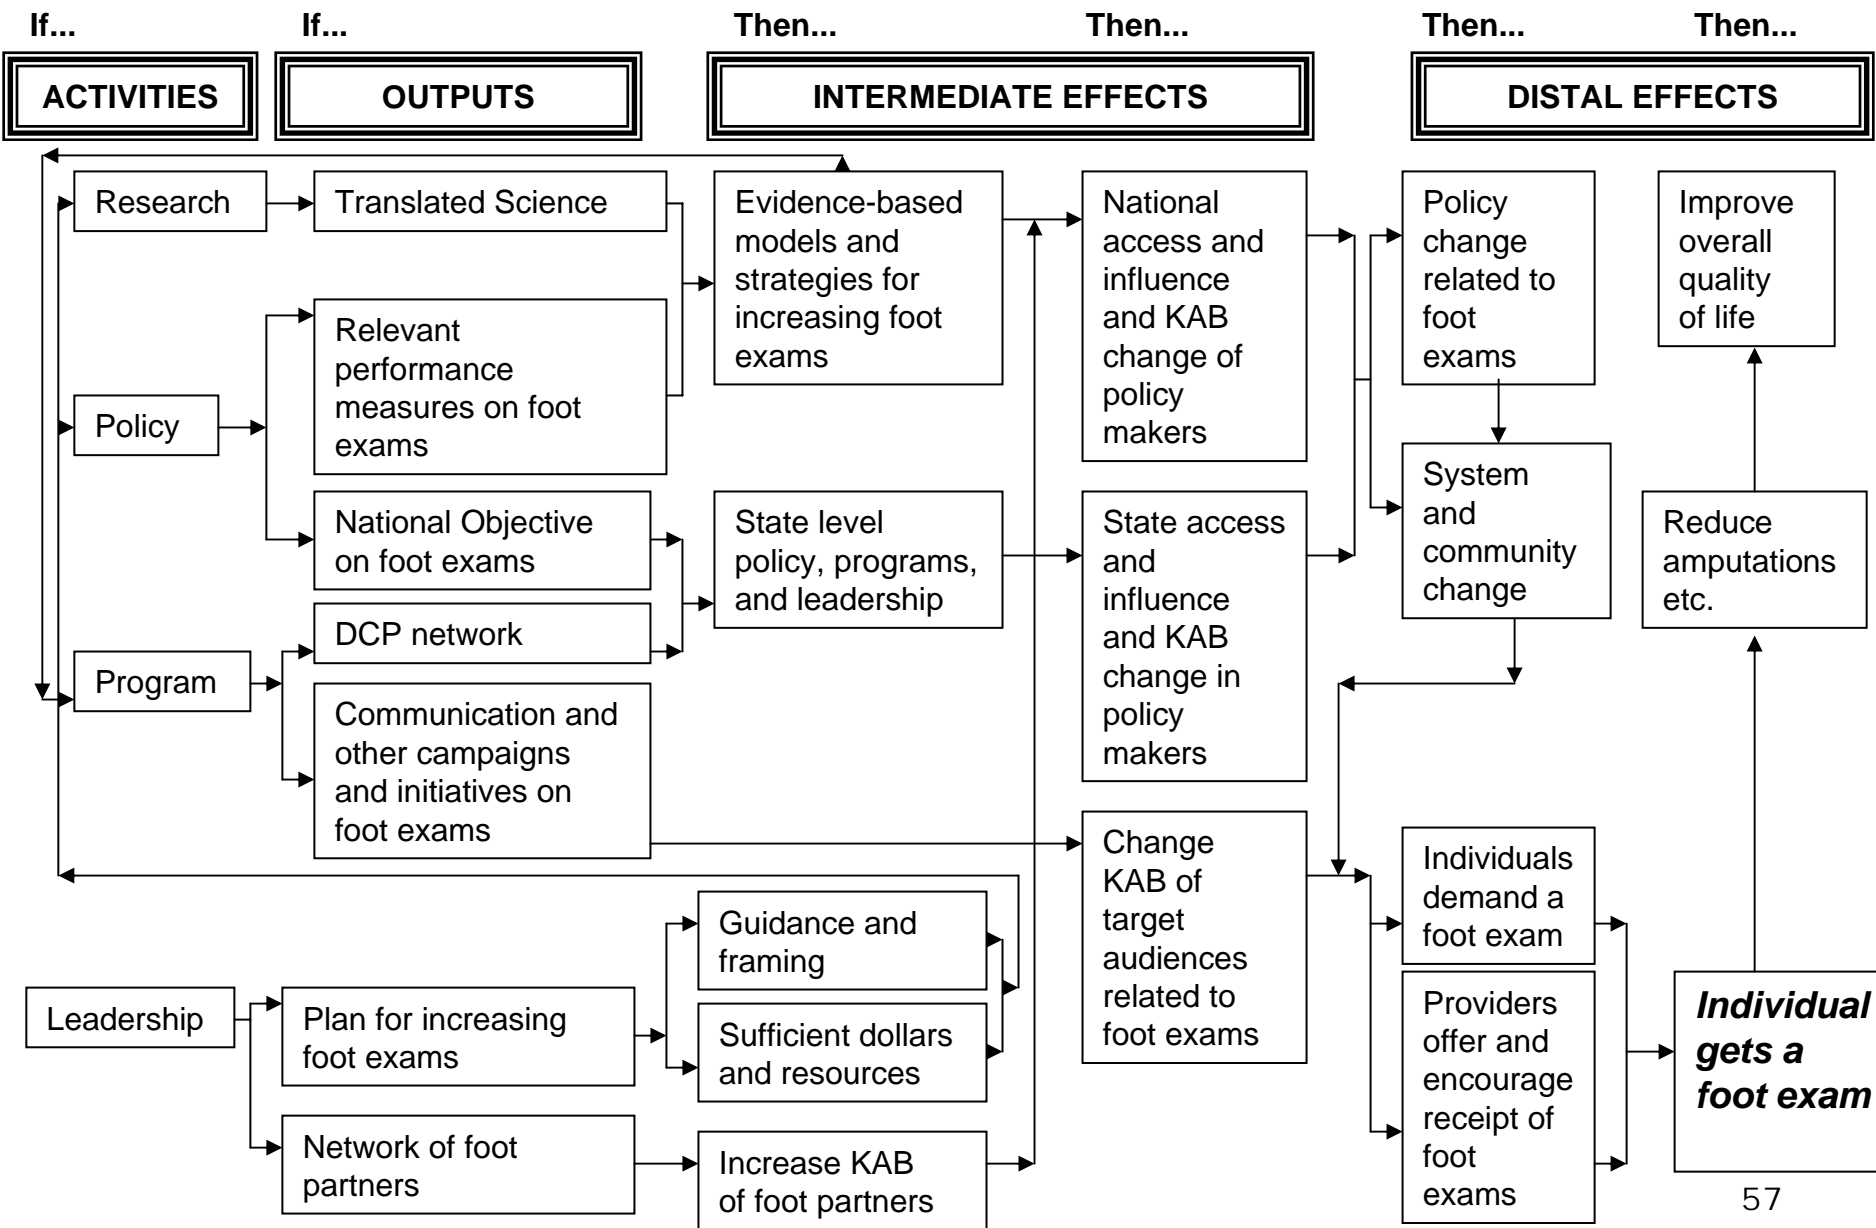 If... If... Then... Then... Then... Then...
ACTIVITIES OUTPUTS INTERMEDIATE EFFECTS DISTAL EFFECTS
Research
Translated Science
Evidence-based
models and
strategies for
increasing foot
exams
National
access and
influence
and KAB
change of
policy
makers
Policy
change
related to
foot
exams
Improve
overall
quality
of life
Policy
Relevant
performance
measures on foot
exams
National Objective
on foot exams
State level
policy, programs,
and leadership
State access
and
influence
and KAB
change in
policy
makers
System
and
community
change
Reduce
amputations
etc.
Program
DCP network
Communication and
other campaigns
and initiatives on
foot exams
Change
KAB of
target
audiences
related to
foot exams
Individuals
demand a
foot exam
Leadership
Plan for increasing
foot exams
Guidance and
framing
Sufficient dollars
and resources
Providers
offer and
encourage
receipt of
foot
exams
Individual
gets a
foot exam
Network of foot
partners
Increase KAB
of foot partners
57